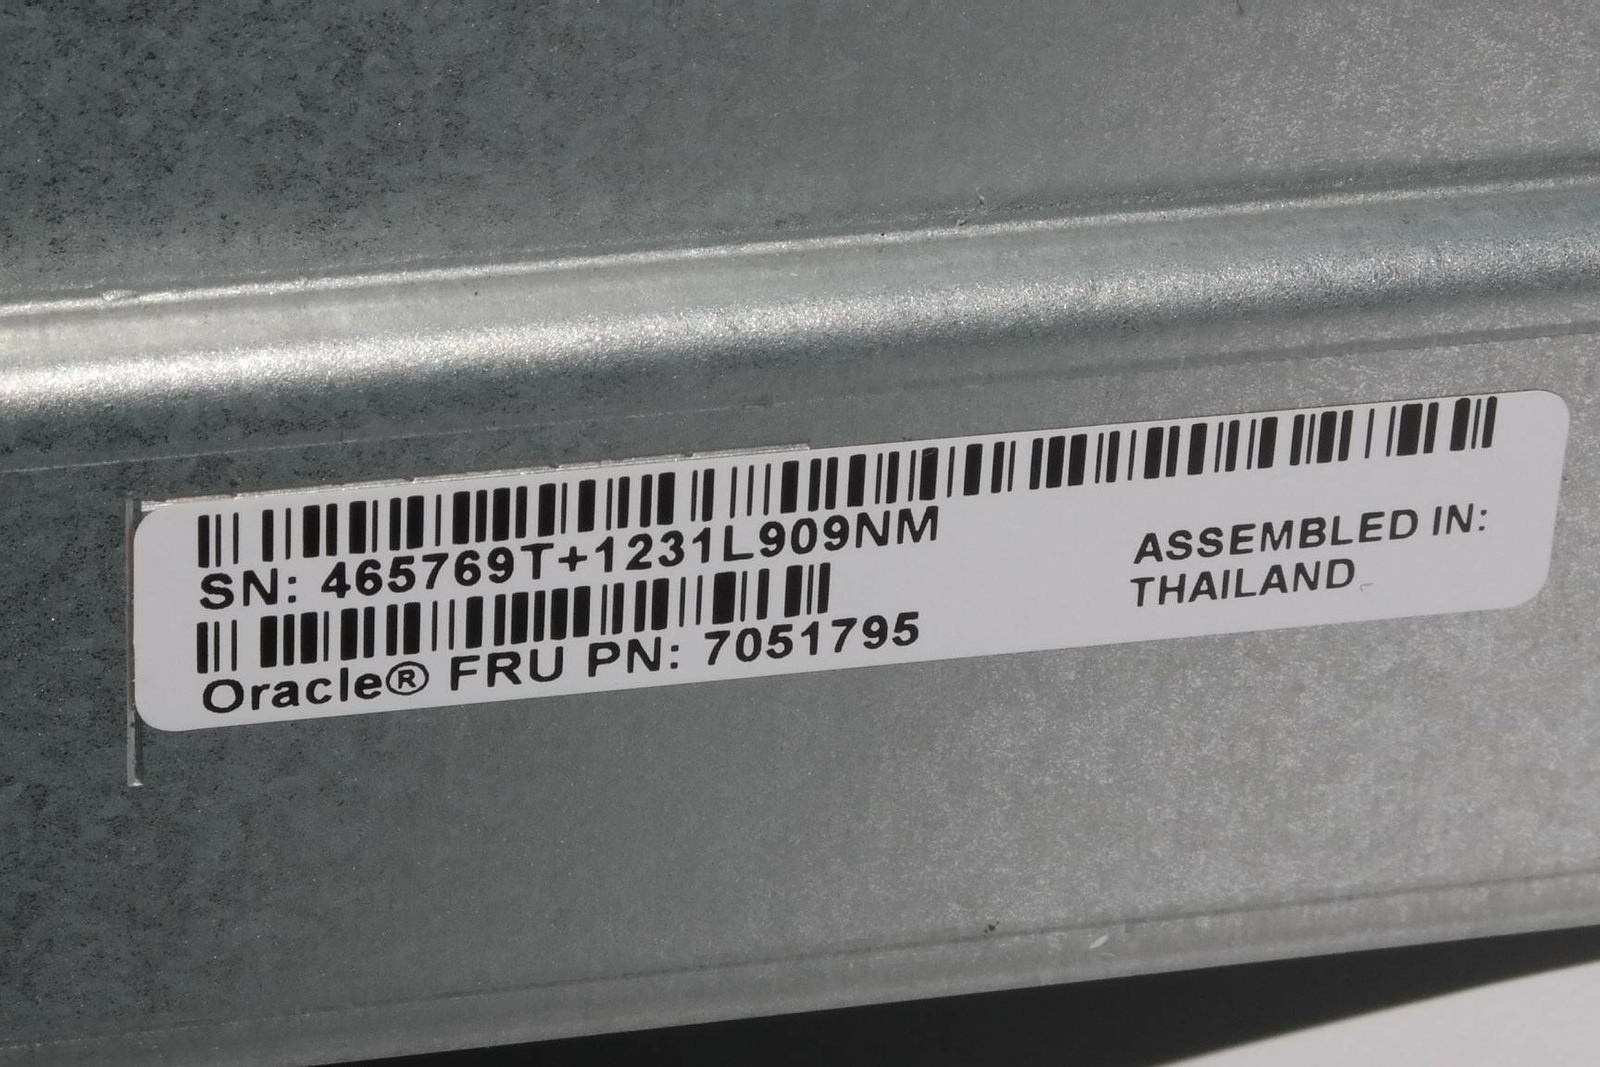 SN: 465769T+1231L909NM
Oracle® FRU PN: 7051795
ASSEMBLED IN:
THAILAND